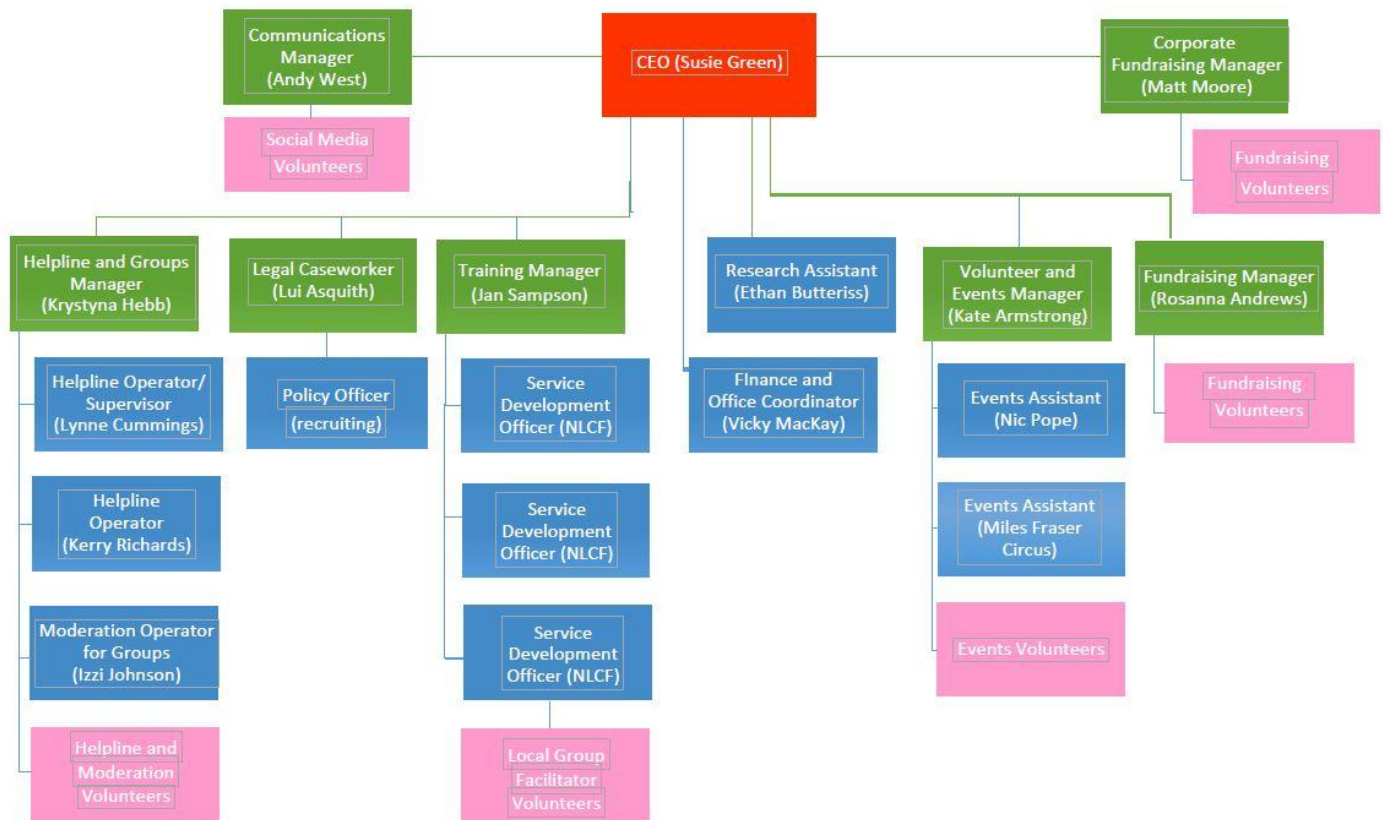 Communications
Manager
(Andy West)
CEO (Susie Green)
Corporate
Fundraising Manager
(Matt Moore)
Social Media
Volunteers
Fundraising
Volunteers
Helpline and Groups
Manager
(Krystyna Hebb)
Legal Caseworker
(Lui Asquith)
Training Manager
(Jan Sampson)
Research Assistant
(Ethan Butteriss)
Volunteer and
Events Manager
(Kate Armstrong)
Fundraising Manager
(Rosanna Andrews)
Helpline Operator/
Supervisor
(Lynne Cummings)
Policy Officer
(recruiting)
Service
Development
Officer (NLCF)
FInance and
Office Coordinator
(Vicky MacKay)
Events Assistant
(Nic Pope)
Fundraising
Volunteers
Helpline
Operator
(Kerry Richards)
Service
Development
Officer (NLCF)
Events Assistant
(Miles Fraser
Circus)
Moderation Operator
for Groups
(Izzi Johnson)
Service
Development
Officer (NLCF)
Events Volunteers
Helpline and
Moderation
Volunteers
Local Group
Facilitator
Volunteers